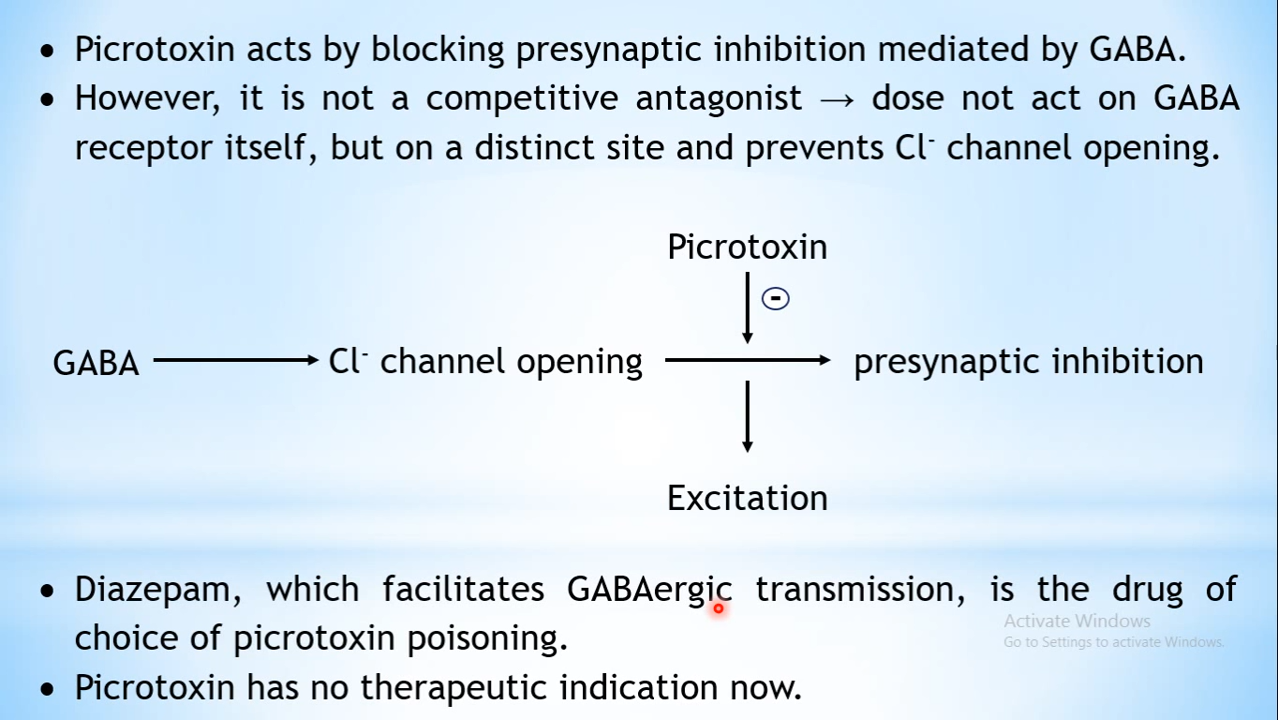 • Picrotoxin acts by blocking presynaptic inhibition mediated by GABA.
• However, it is not a competitive antagonist → dose not act on GABA
receptor itself, but on a distinct site and prevents Cl⁻ channel opening.
Picrotoxin
-
GABA → Cl⁻ channel opening → presynaptic inhibition
Excitation
• Diazepam, which facilitates GABAergic transmission, is the drug of
choice of picrotoxin poisoning.
Activate Windows
Go to Settings to activate Windows.
• Picrotoxin has no therapeutic indication now.